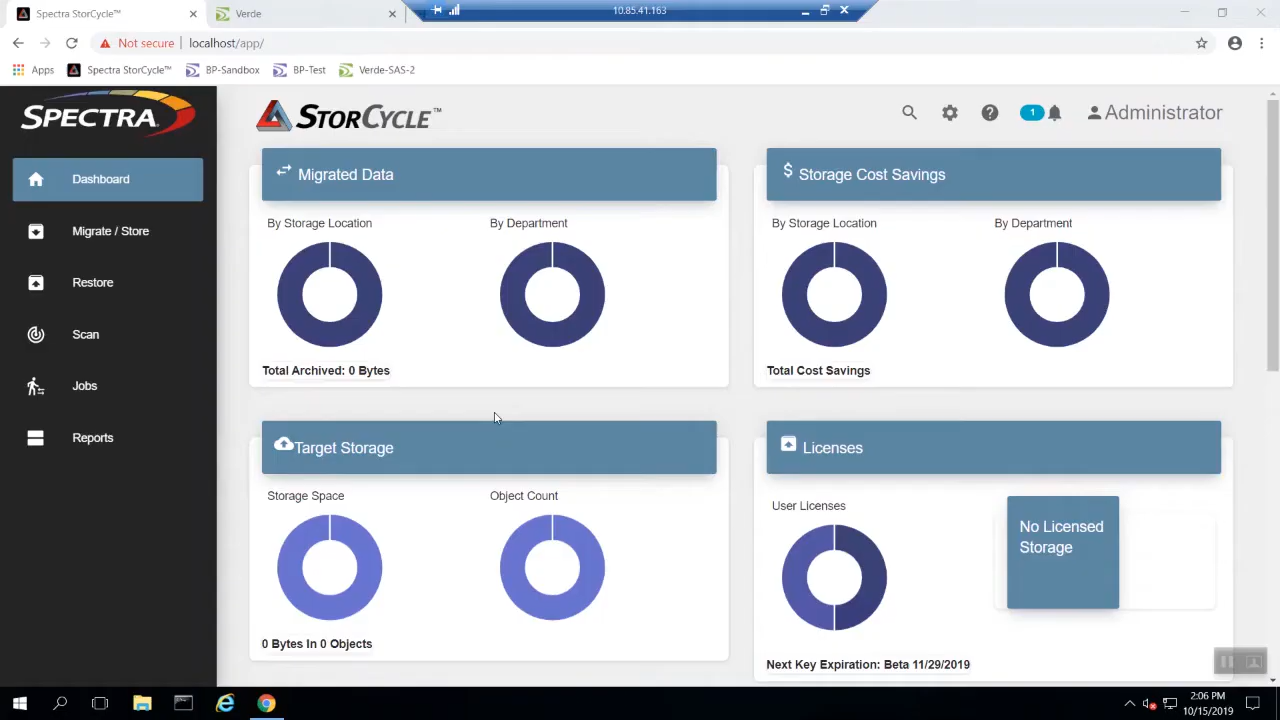 Spectra StorCycle™
Verde
10.85.41.163
Not secure
localhost/app/
Apps
Spectra StorCycle™
BP-Sandbox
BP-Test
Verde-SAS-2
SPECTRA
STORCYCLE™
1
Administrator
Dashboard
Migrate / Store
Restore
Scan
Jobs
Reports
Migrated Data
By Storage Location
By Department
Total Archived: 0 Bytes
$ Storage Cost Savings
By Storage Location
By Department
Total Cost Savings
Target Storage
Storage Space
Object Count
0 Bytes In 0 Objects
Licenses
User Licenses
No Licensed
Storage
Next Key Expiration: Beta 11/29/2019
2:06 PM
10/15/2019